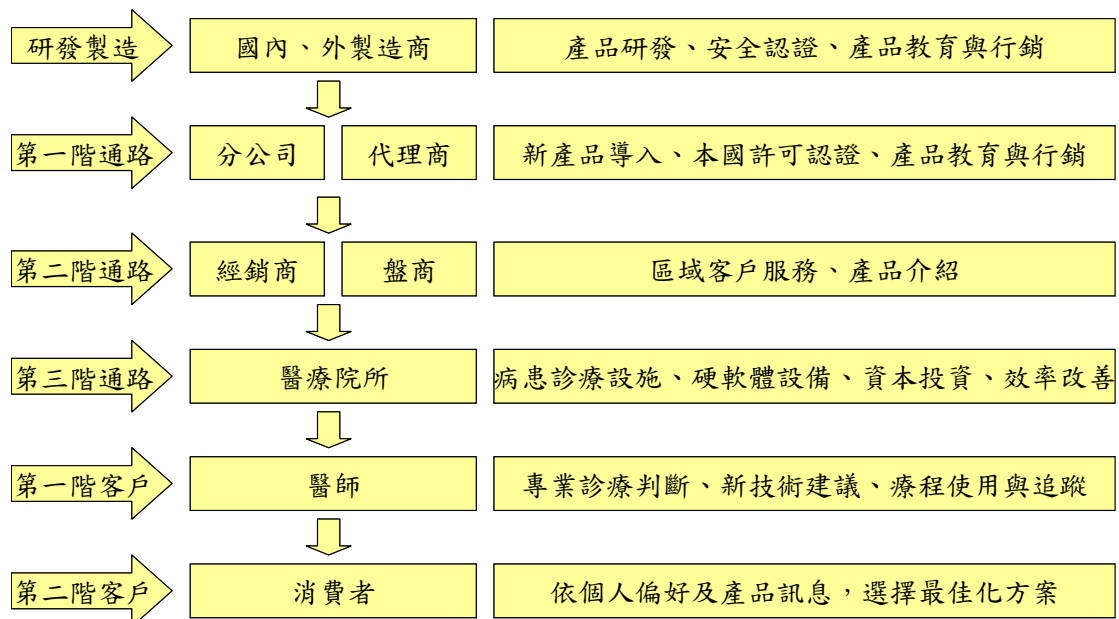 研發製造 國內、外製造商 產品研發、安全認證、產品教育與行銷
第一階通路 分公司 代理商 新產品導入、本國許可認證、產品教育與行銷
第二階通路 經銷商 盤商 區域客戶服務、產品介紹
第三階通路 醫療院所 病患診療設施、硬軟體設備、資本投資、效率改善
第一階客戶 醫師 專業診療判斷、新技術建議、療程使用與追蹤
第二階客戶 消費者 依個人偏好及產品訊息，選擇最佳化方案